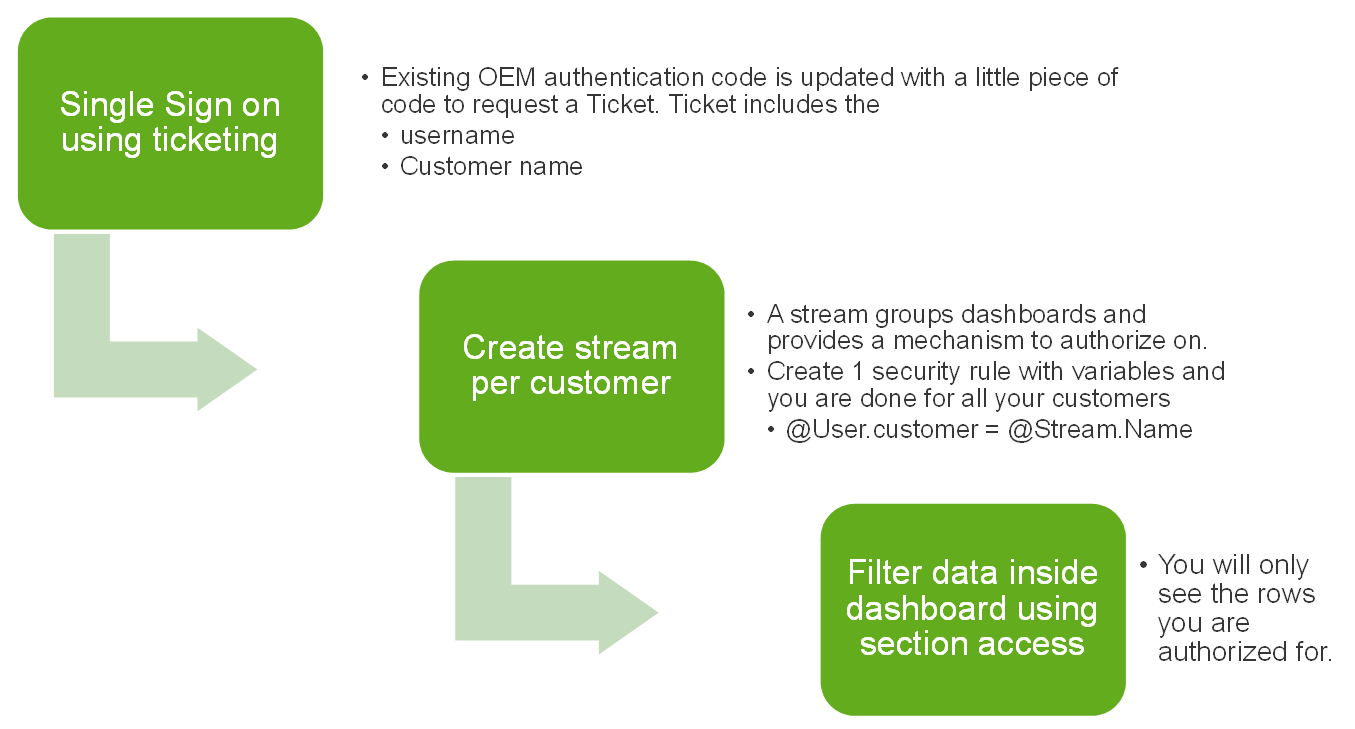 Single Sign on
using ticketing
• Existing OEM authentication code is updated with a little piece of
code to request a Ticket. Ticket includes the
• username
• Customer name
Create stream
per customer
• A stream groups dashboards and
provides a mechanism to authorize on.
• Create 1 security rule with variables and
you are done for all your customers
• @User.customer = @Stream.Name
Filter data inside
dashboard using
section access
• You will only
see the rows
you are
authorized for.